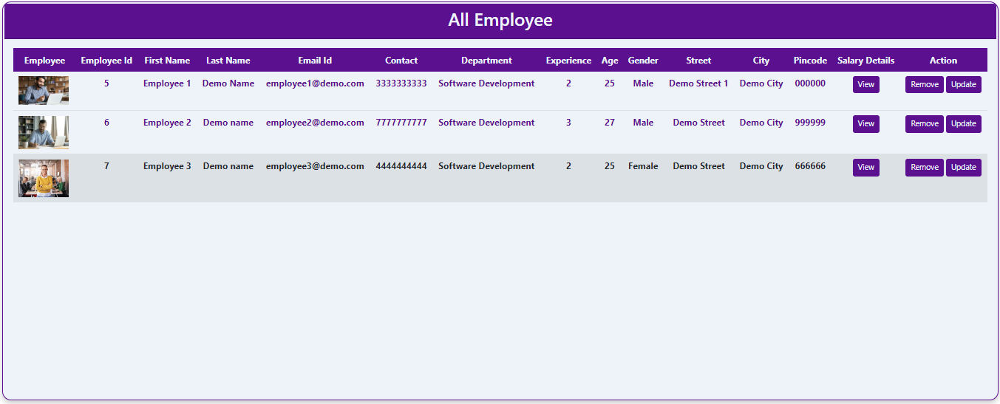 All Employee
Employee Employee Id First Name Last Name Email Id Contact Department Experience Age Gender Street City Pincode Salary Details Action
5 Employee 1 Demo Name employee1@demo.com 3333333333 Software Development 2 25 Male Demo Street 1 Demo City 000000 View Remove Update
6 Employee 2 Demo name employee2@demo.com 7777777777 Software Development 3 27 Male Demo Street Demo City 999999 View Remove Update
7 Employee 3 Demo name employee3@demo.com 4444444444 Software Development 2 25 Female Demo Street Demo City 666666 View Remove Update